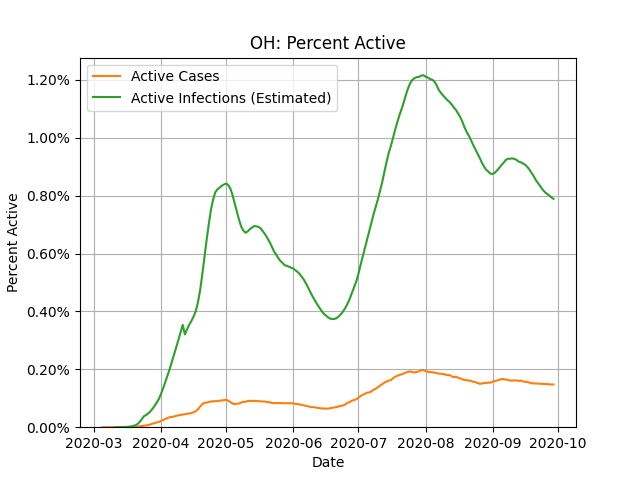 OH: Percent Active
Active Cases
Active Infections (Estimated)
1.20%
1.00%
0.80%
0.60%
0.40%
0.20%
0.00%
Percent Active
2020-03 2020-04 2020-05 2020-06 2020-07 2020-08 2020-09 2020-10
Date